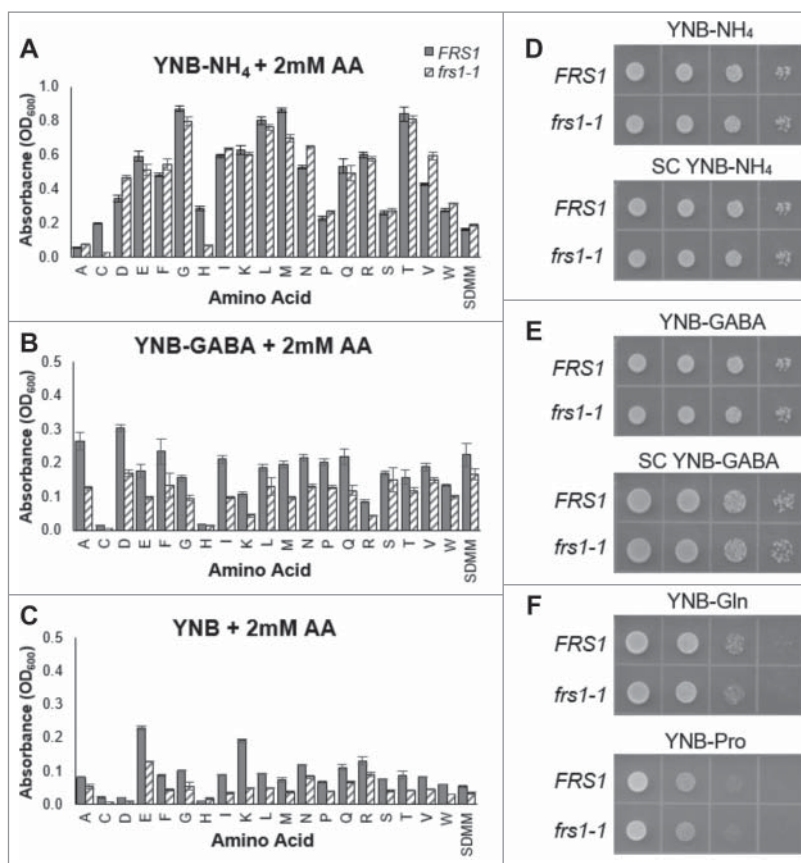 A
YNB-NH₄ + 2mM AA
FRS1
frs1-1
Absorbacne (OD₆₀₀)
1.0
0.8
0.6
0.4
0.2
0.0
A C D E F G H I K L M N P Q R S T V W SDMM
Amino Acid
B
YNB-GABA + 2mM AA
Absorbance (OD₆₀₀)
0.5
0.4
0.3
0.2
0.1
0.0
A C D E F G H I K L M N P Q R S T V W SDMM
Amino Acid
C
YNB + 2mM AA
Absorbance (OD₆₀₀)
0.5
0.4
0.3
0.2
0.1
0.0
A C D E F G H I K L M N P Q R S T V W SDMM
Amino Acid
D
YNB-NH₄
FRS1
frs1-1
SC YNB-NH₄
FRS1
frs1-1
E
YNB-GABA
FRS1
frs1-1
SC YNB-GABA
FRS1
frs1-1
F
YNB-Gln
FRS1
frs1-1
YNB-Pro
FRS1
frs1-1